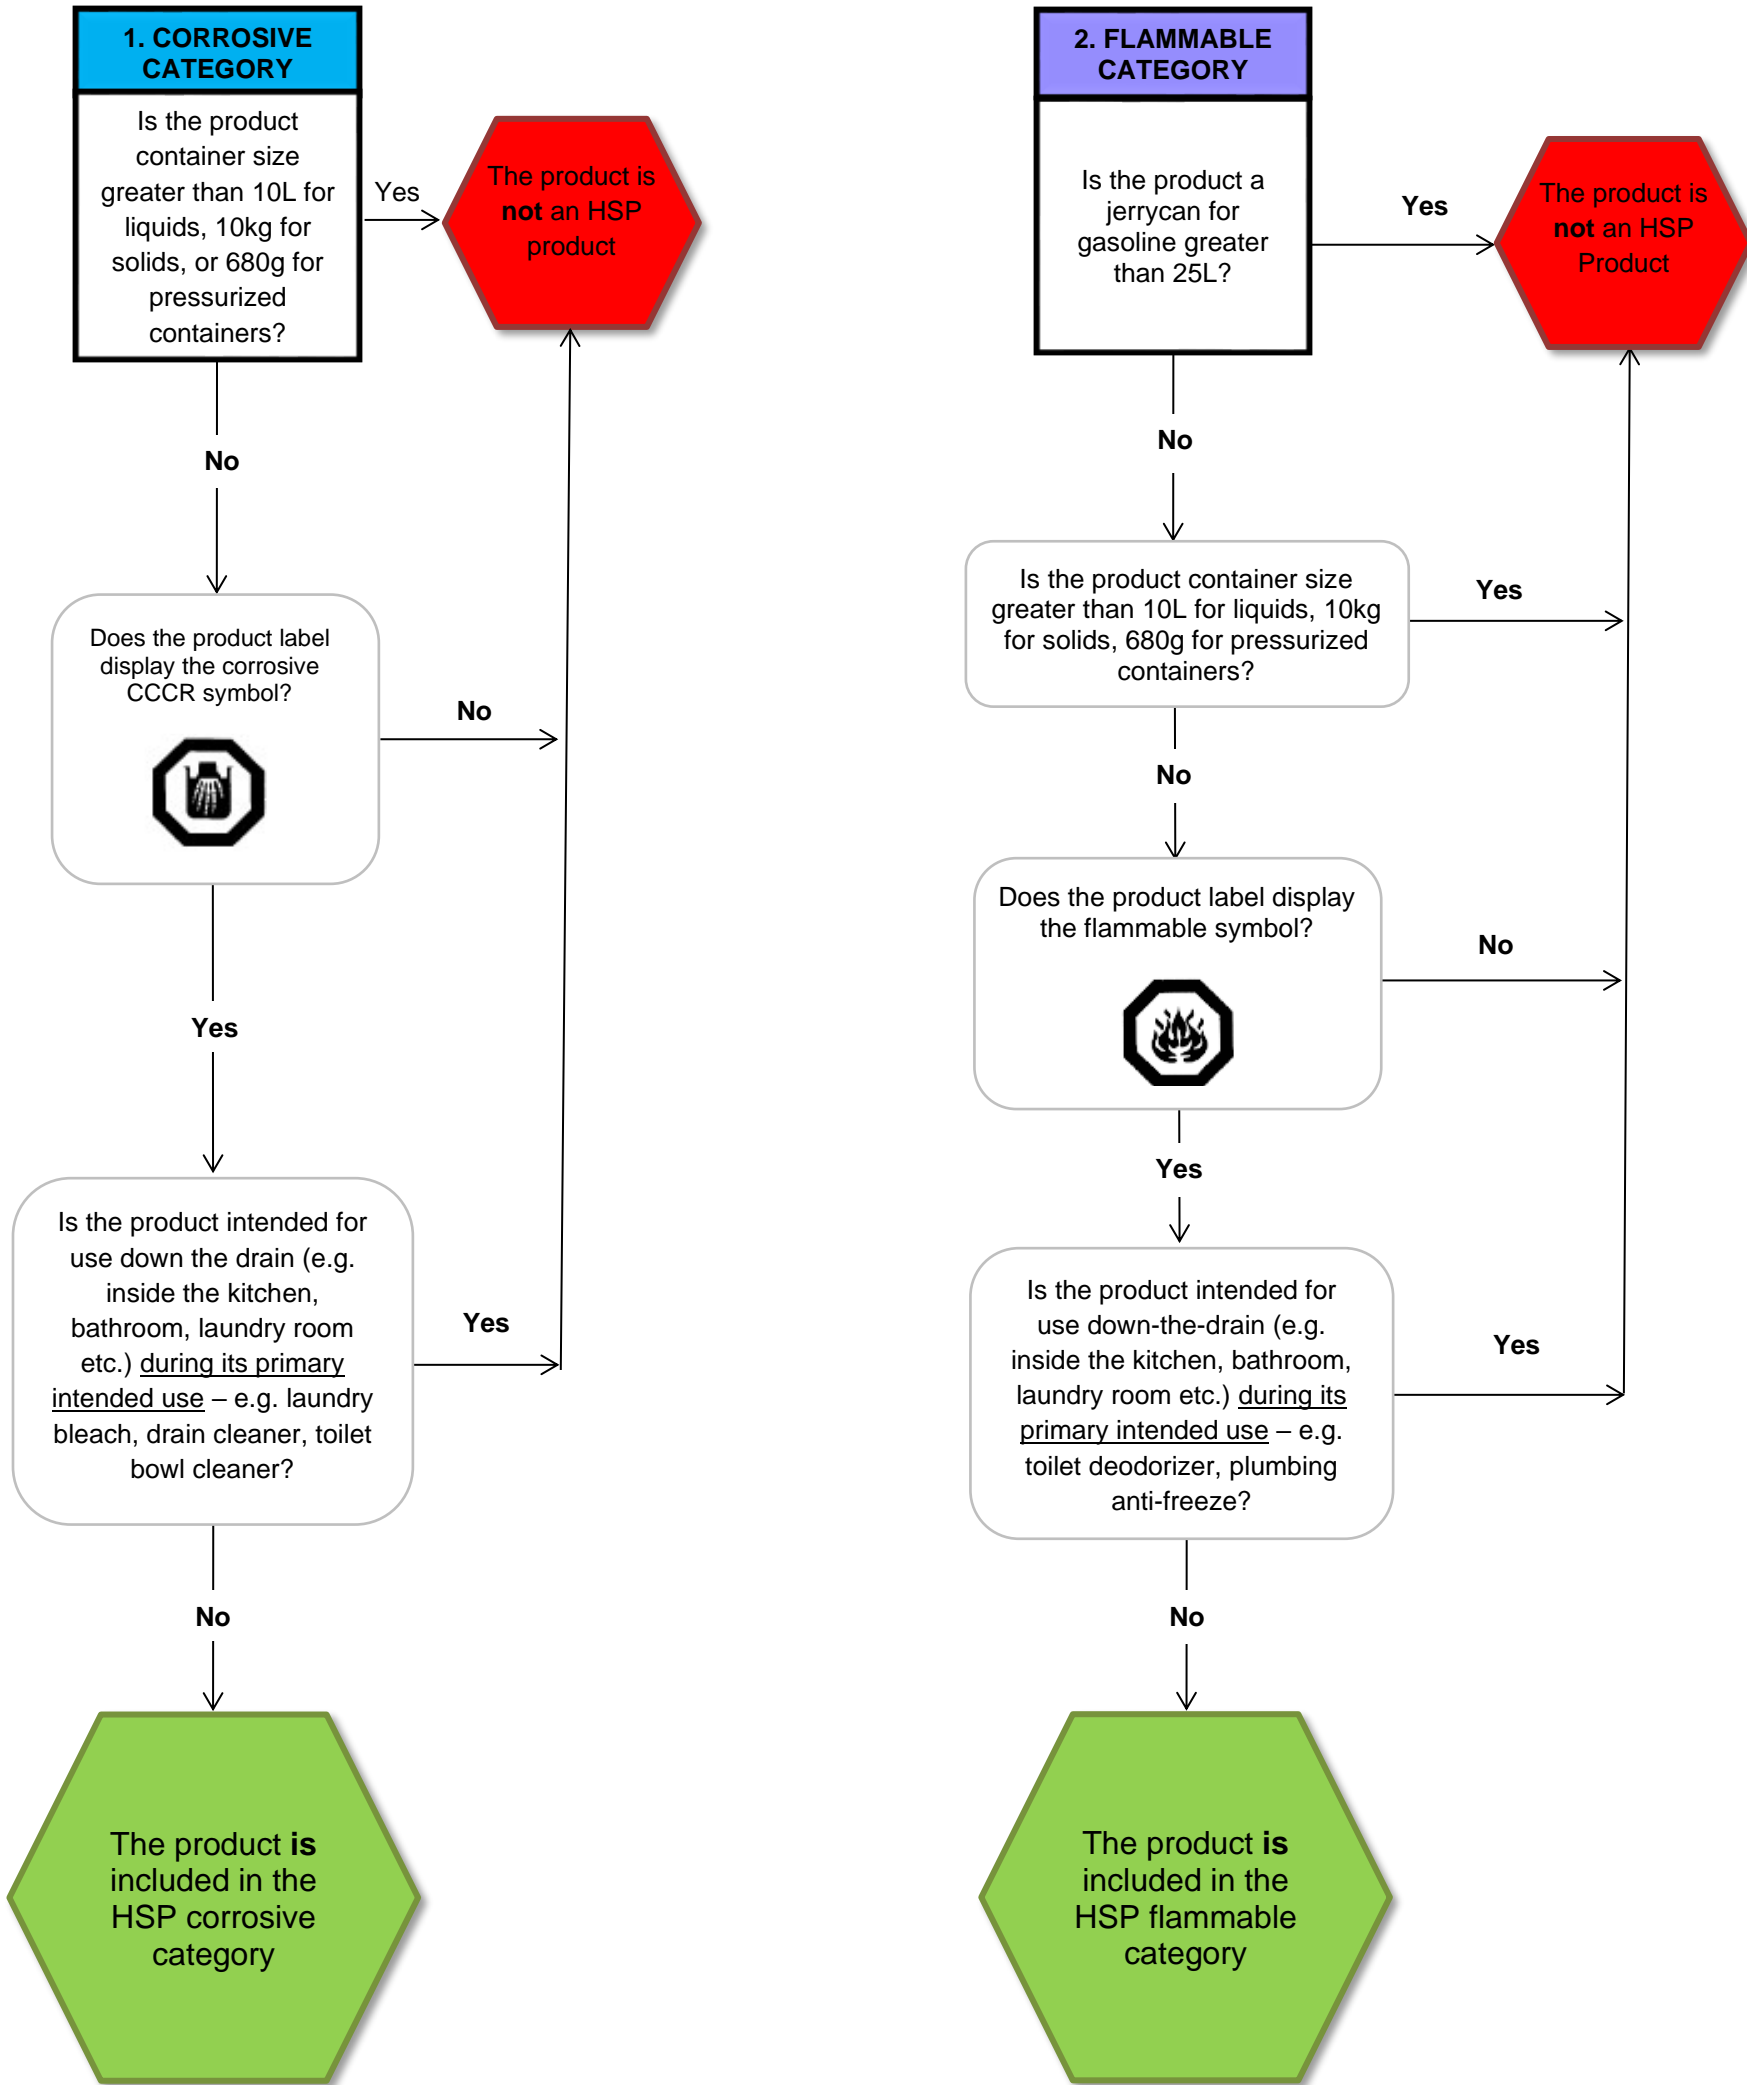 1. CORROSIVE
CATEGORY
Is the product
container size
greater than 10L for
liquids, 10kg for
solids, or 680g for
pressurized
containers?
Yes
The product is
not an HSP
product
No
Does the product label
display the corrosive
CCCR symbol?
No
Yes
Is the product intended for
use down the drain (e.g.
inside the kitchen,
bathroom, laundry room
etc.) during its primary
intended use – e.g. laundry
bleach, drain cleaner, toilet
bowl cleaner?
Yes
No
The product is
included in the
HSP corrosive
category
2. FLAMMABLE
CATEGORY
Is the product a
jerrycan for
gasoline greater
than 25L?
Yes
The product is
not an HSP
Product
No
Is the product container size
greater than 10L for liquids, 10kg
for solids, 680g for pressurized
containers?
Yes
No
Does the product label display
the flammable symbol?
No
Yes
Is the product intended for
use down-the-drain (e.g.
inside the kitchen, bathroom,
laundry room etc.) during its
primary intended use – e.g.
toilet deodorizer, plumbing
anti-freeze?
Yes
No
The product is
included in the
HSP flammable
category